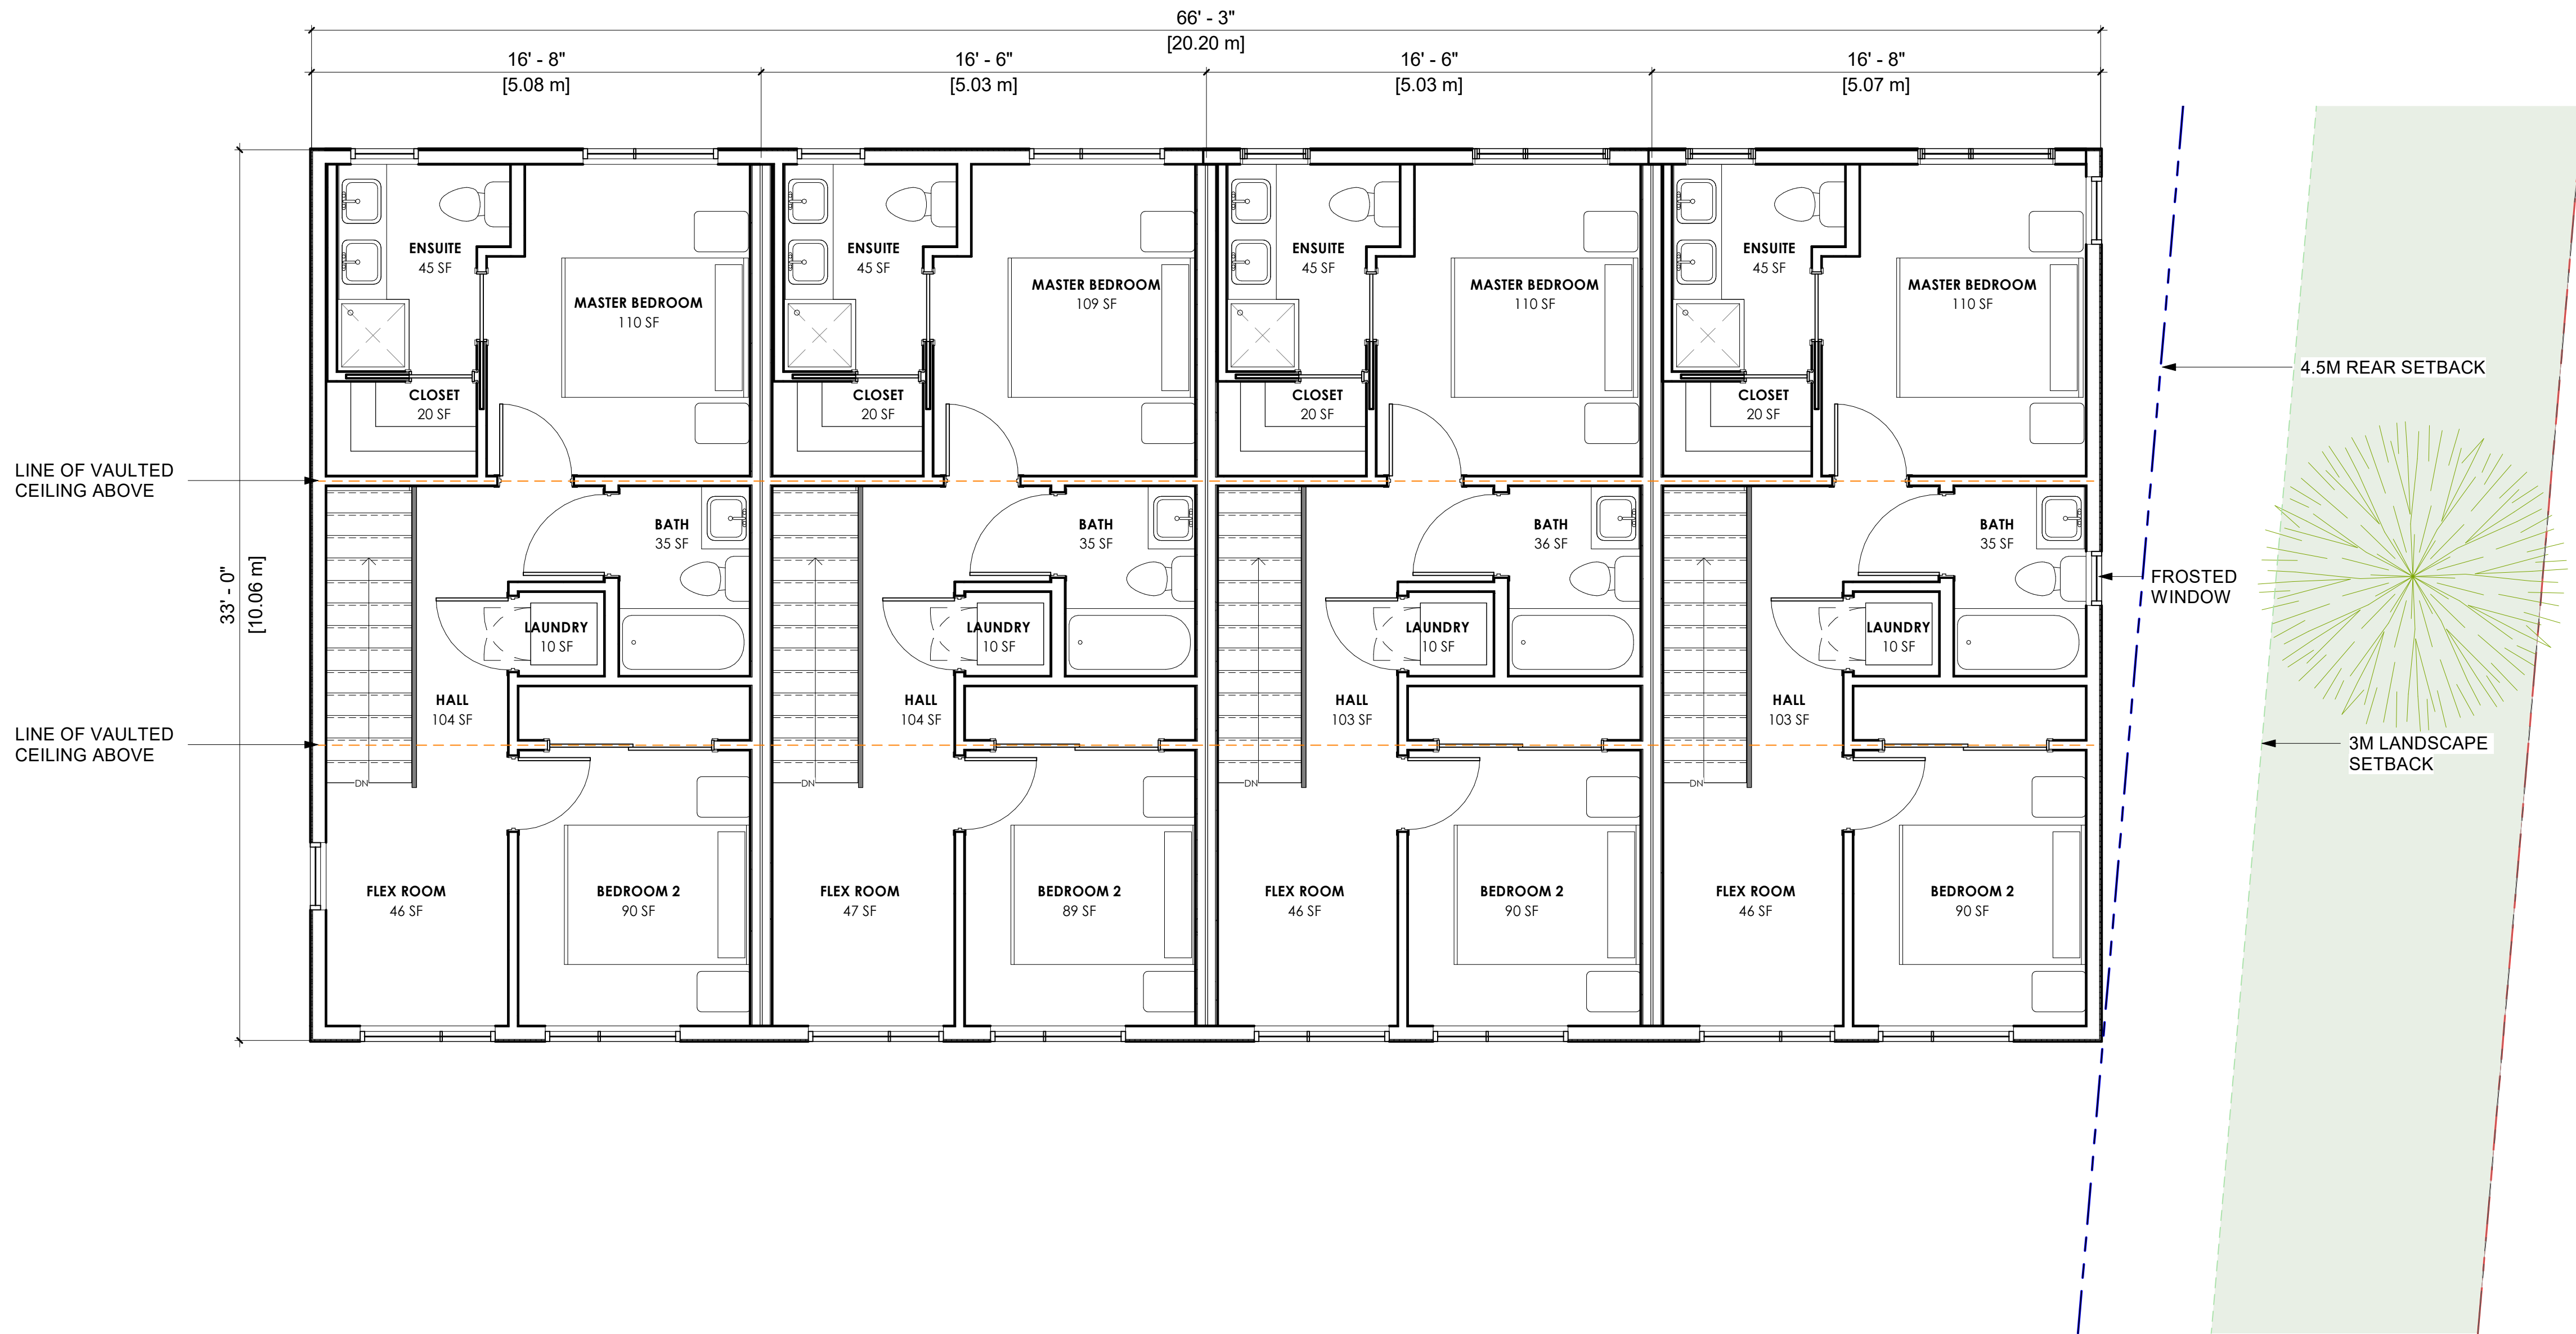 66' - 3"
[20.20 m]
16' - 8"
[5.08 m]
16' - 6"
[5.03 m]
16' - 6"
[5.03 m]
16' - 8"
[5.07 m]
33' - 0"
[10.06 m]
ENSUITE
45 SF
MASTER BEDROOM
110 SF
CLOSET
20 SF
ENSUITE
45 SF
MASTER BEDROOM
109 SF
CLOSET
20 SF
ENSUITE
45 SF
MASTER BEDROOM
110 SF
CLOSET
20 SF
ENSUITE
45 SF
MASTER BEDROOM
110 SF
CLOSET
20 SF
4.5M REAR SETBACK
LINE OF VAULTED
CEILING ABOVE
BATH
35 SF
LAUNDRY
10 SF
HALL
104 SF
BATH
35 SF
LAUNDRY
10 SF
HALL
104 SF
BATH
36 SF
LAUNDRY
10 SF
HALL
103 SF
BATH
35 SF
LAUNDRY
10 SF
HALL
103 SF
FROSTED
WINDOW
LINE OF VAULTED
CEILING ABOVE
3M LANDSCAPE
SETBACK
DN
DN
DN
DN
FLEX ROOM
46 SF
BEDROOM 2
90 SF
FLEX ROOM
47 SF
BEDROOM 2
89 SF
FLEX ROOM
46 SF
BEDROOM 2
90 SF
FLEX ROOM
46 SF
BEDROOM 2
90 SF